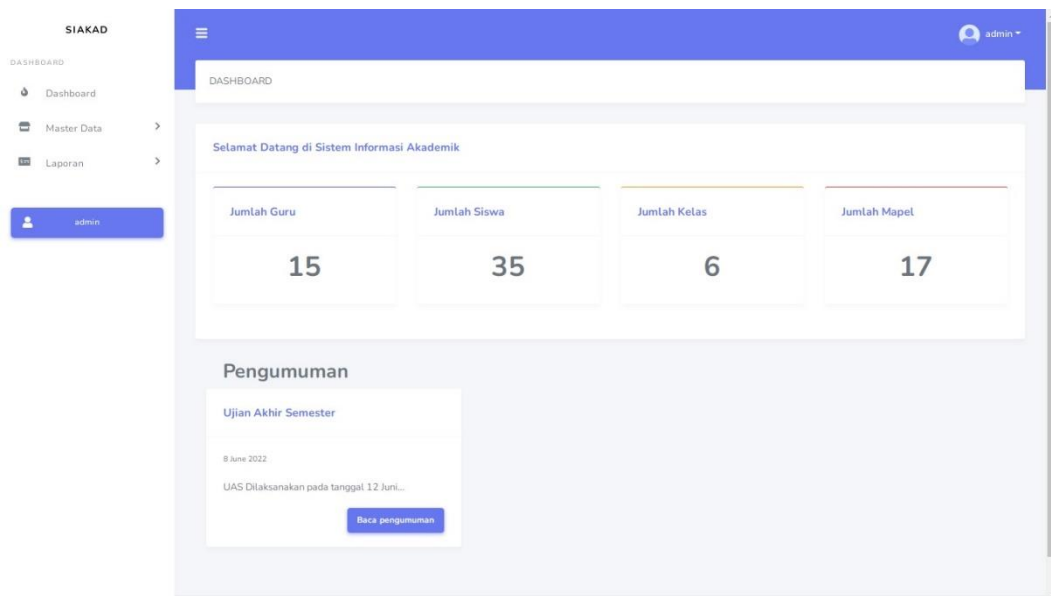 SIAKAD
DASHBOARD
Dashboard
Master Data
Laporan
admin
admin
DASHBOARD
Selamat Datang di Sistem Informasi Akademik
Jumlah Guru
15
Jumlah Siswa
35
Jumlah Kelas
6
Jumlah Mapel
17
Pengumuman
Ujian Akhir Semester
8 June 2022
UAS Dilaksanakan pada tanggal 12 Juni...
Baca pengumuman